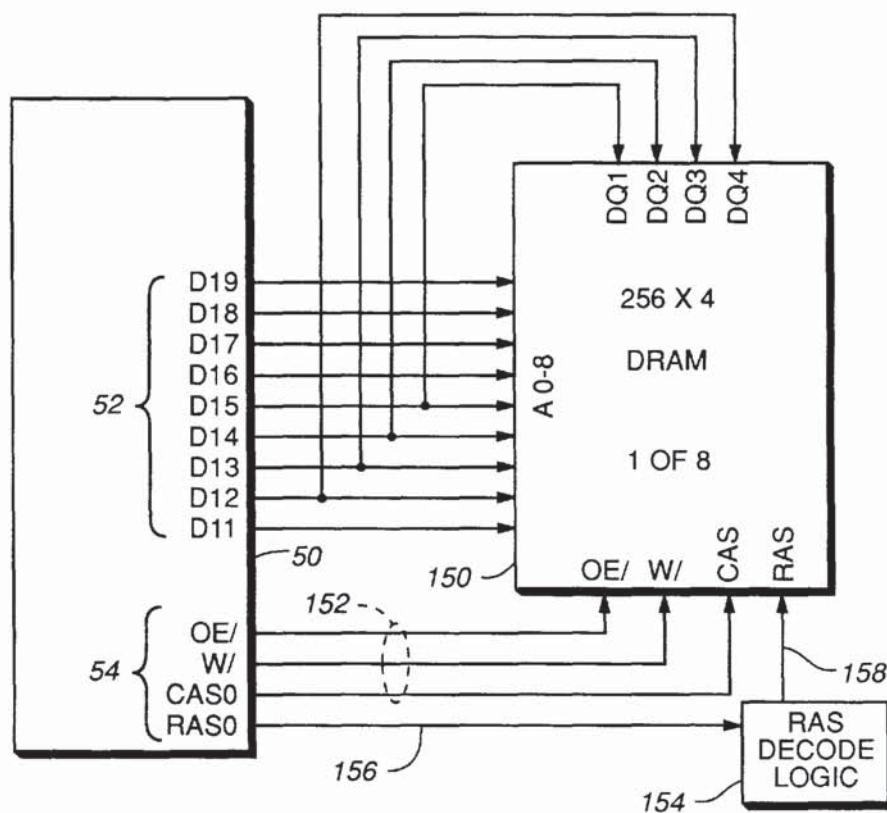 DQ1
DQ2
DQ3
DQ4
D19
D18
D17
D16
D15
D14
D13
D12
D11
52
256 X 4
DRAM
1 OF 8
A 0-8
50
150
OE/
W/
CAS
RAS
152
OE/
W/
CAS0
RAS0
54
158
156
RAS
DECODE
LOGIC
154